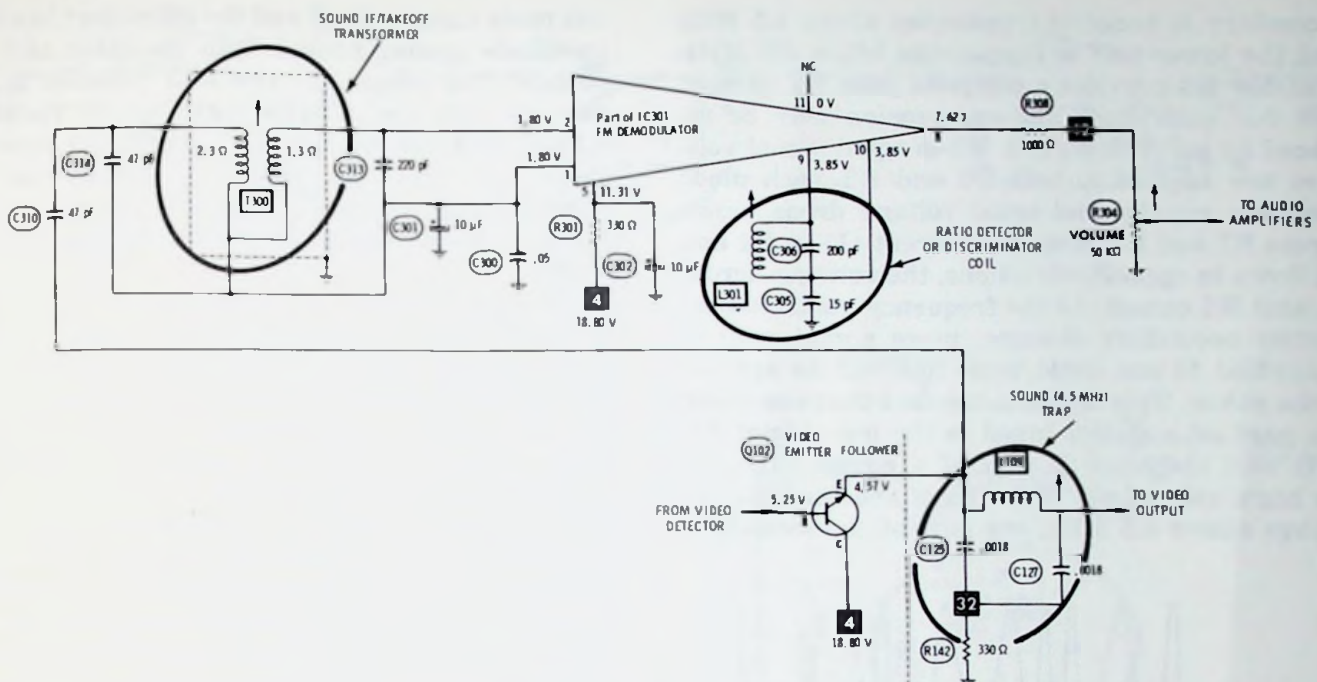 SOUND IF/TAKEOFF
TRANSFORMER
NC
11 0 V
R308
1.80 V
2
Part of IC301
FM DEMODULATOR
7.62
1000 Ω
C314
47 pf
2.3 Ω
1.3 Ω
C313
220 pf
1.80 V
1
9
10
3.85 V
3.85 V
R304
TO AUDIO
AMPLIFIERS
VOLUME
50 KΩ
C310
47 pf
T300
5
11.31 V
C301
10 µF
R301
330 Ω
C300
.05
C302
10 µF
C306
200 pF
RATIO DETECTOR
OR DISCRIMINATOR
COIL
L301
C305
15 pF
4
18.80 V
SOUND (4.5 MHz)
TRAP
Q102
VIDEO
EMITTER FOLLOWER
E
4.57 V
5.25 V
B
FROM VIDEO
DETECTOR
C
TO VIDEO
OUTPUT
C125
.0018
C127
.0018
4
18.80 V
32
R142
330 Ω